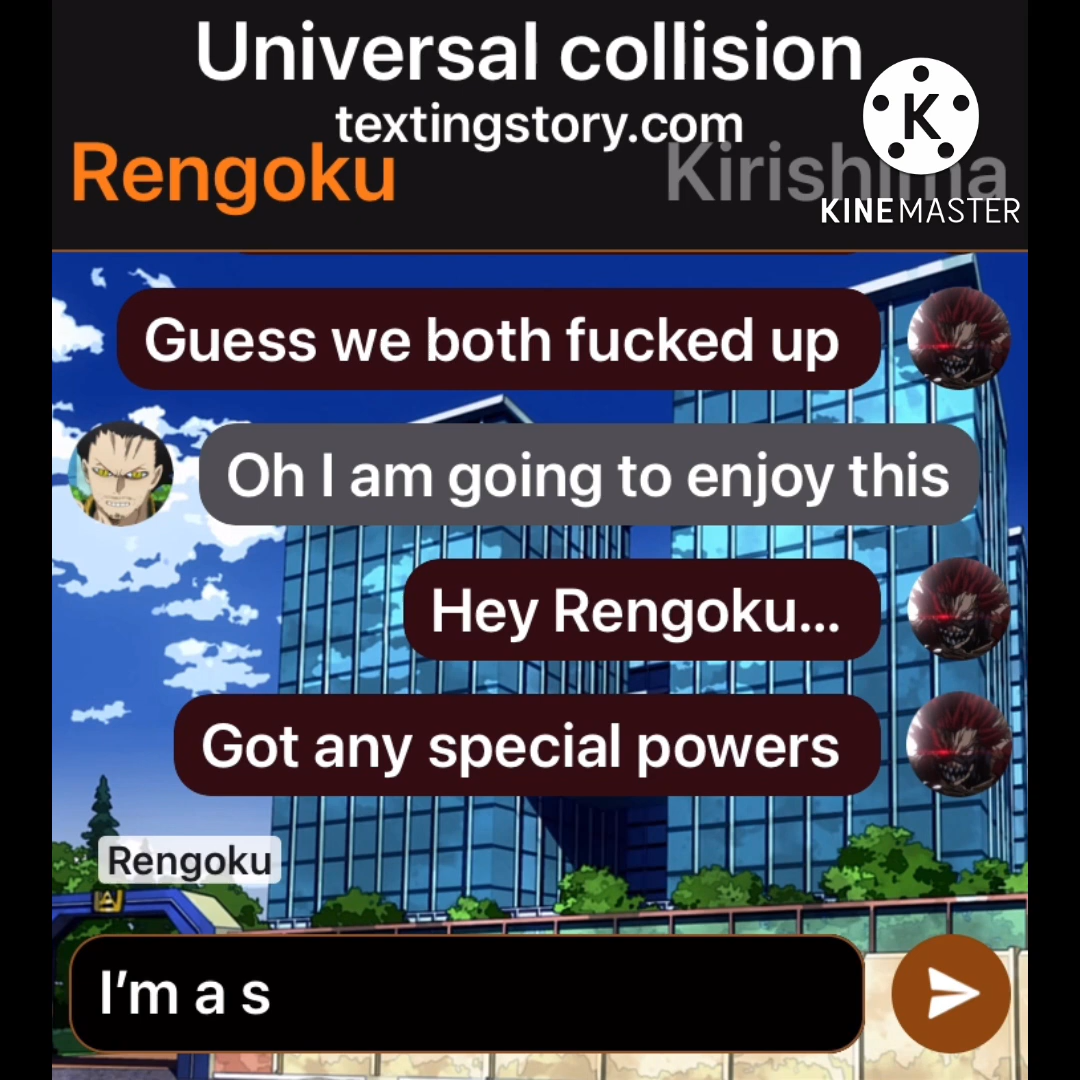 Universal collision
textingstory.com
K
Rengoku
Kirishima
KINEMASTER
Guess we both fucked up
Oh I am going to enjoy this
Hey Rengoku...
Got any special powers
Rengoku
I'm a s